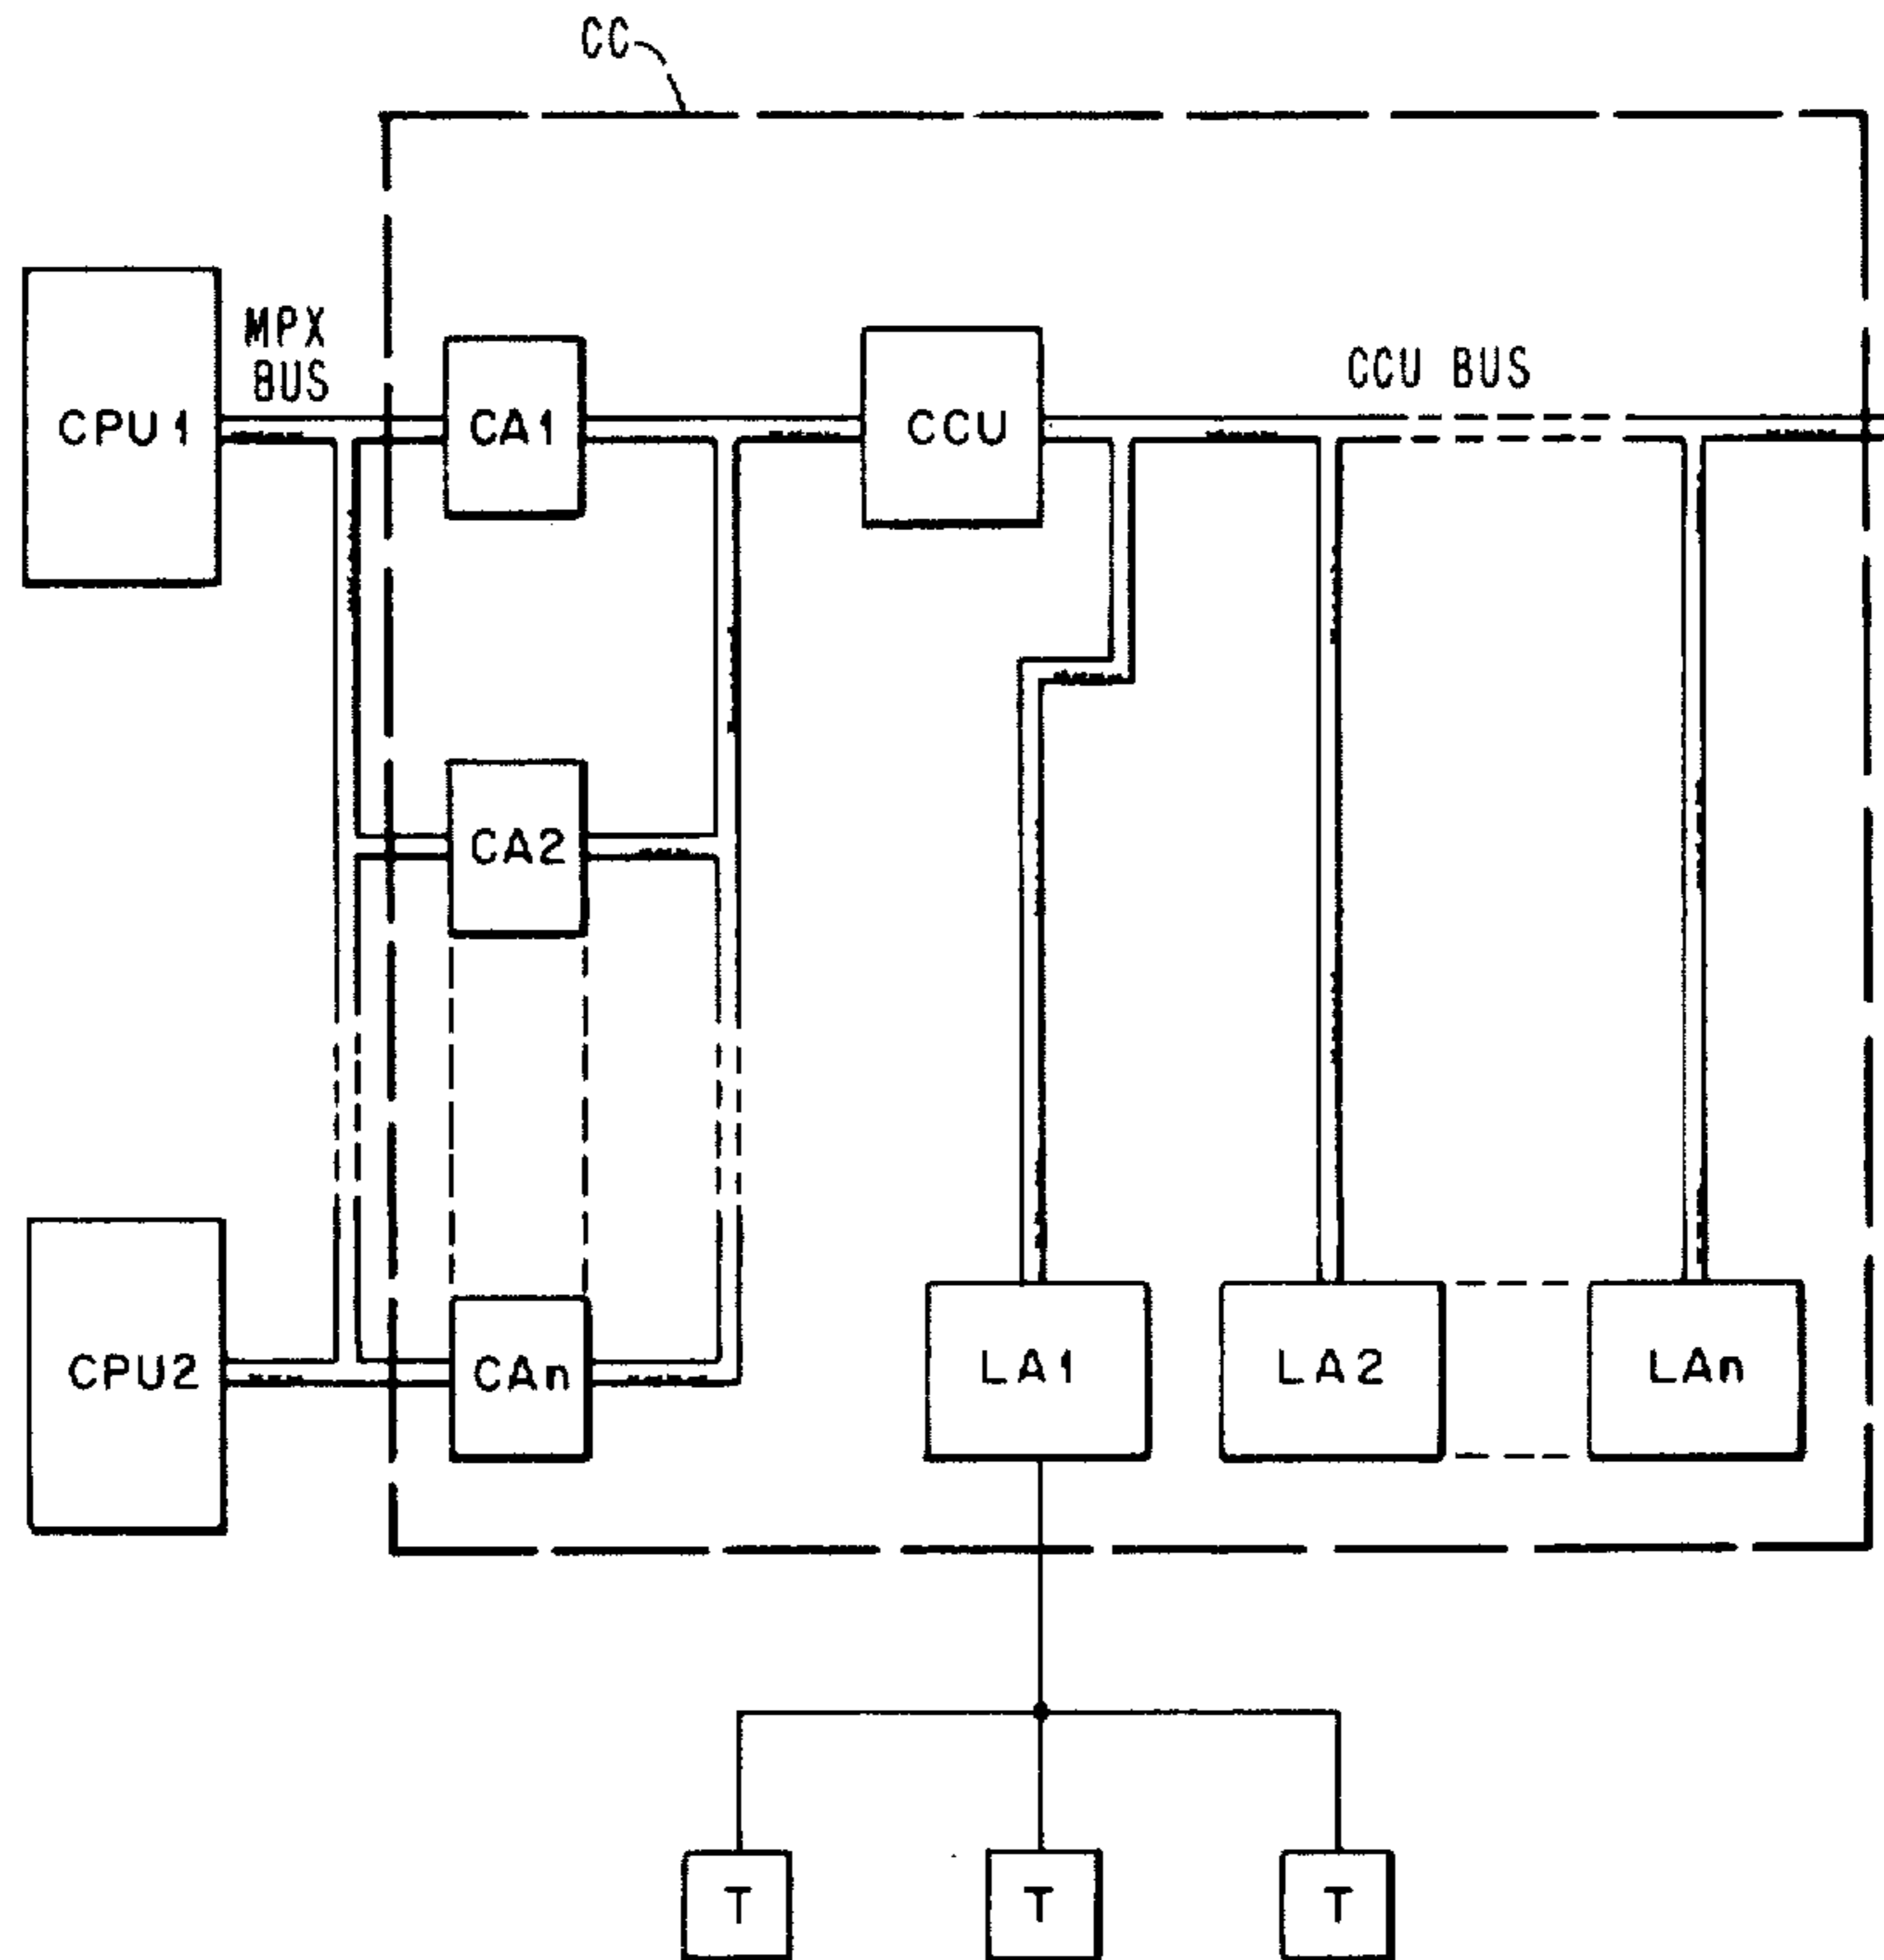 CC
MPX
BUS
CCU BUS
CPU1
CA1
CCU
CA2
CPU2
CAn
LA1
LA2
LAn
T
T
T